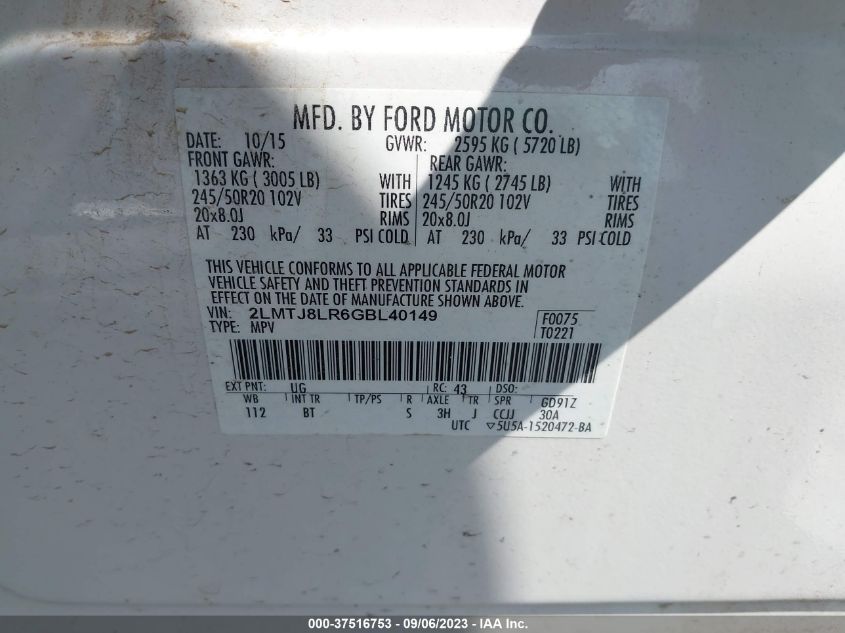 MFD. BY FORD MOTOR CO.
DATE: 10/15 GVWR: 2595 KG ( 5720 LB)
FRONT GAWR: REAR GAWR:
1363 KG ( 3005 LB) WITH 1245 KG ( 2745 LB) WITH
245/50R20 102V TIRES 245/50R20 102V TIRES
20x8.0J RIMS 20x8.0J RIMS
AT 230 kPa/ 33 PSI COLD AT 230 kPa/ 33 PSI COLD
THIS VEHICLE CONFORMS TO ALL APPLICABLE FEDERAL MOTOR
VEHICLE SAFETY AND THEFT PREVENTION STANDARDS IN
EFFECT ON THE DATE OF MANUFACTURE SHOWN ABOVE.
VIN: 2LMTJ8LR6GBL40149 F0075
TYPE: MPV T0221
EXT PNT: UG RC: 43 DSO:
WB INT TR TP/PS R AXLE TR SPR GD91Z
112 BT S 3H J CCJJ 30A
UTC ▽5U5A-1520472-BA
000-37516753 - 09/06/2023 - IAA Inc.